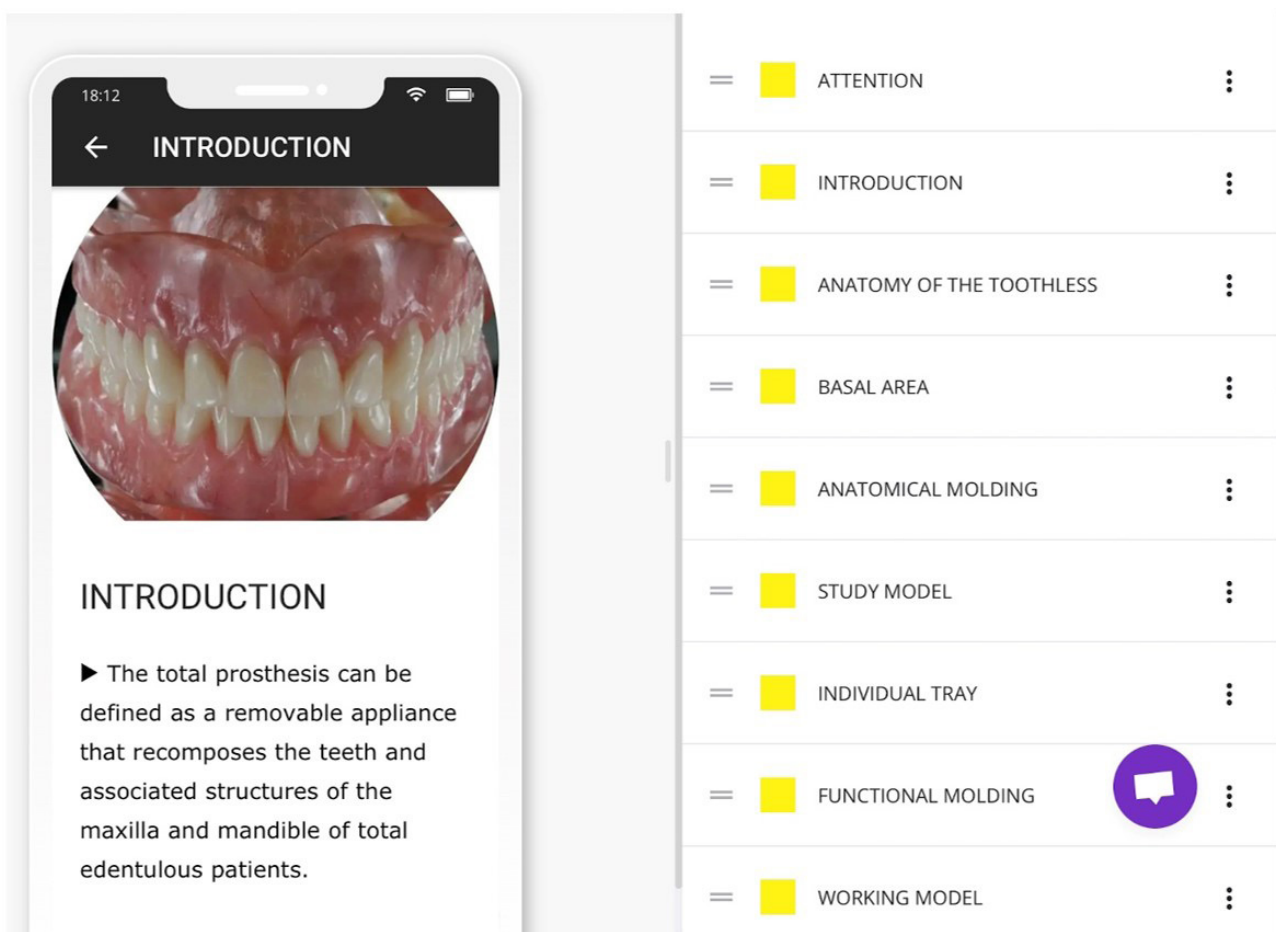 18:12
INTRODUCTION
INTRODUCTION
▶ The total prosthesis can be
defined as a removable appliance
that recomposes the teeth and
associated structures of the
maxilla and mandible of total
edentulous patients.
ATTENTION
INTRODUCTION
ANATOMY OF THE TOOTHLESS
BASAL AREA
ANATOMICAL MOLDING
STUDY MODEL
INDIVIDUAL TRAY
FUNCTIONAL MOLDING
WORKING MODEL